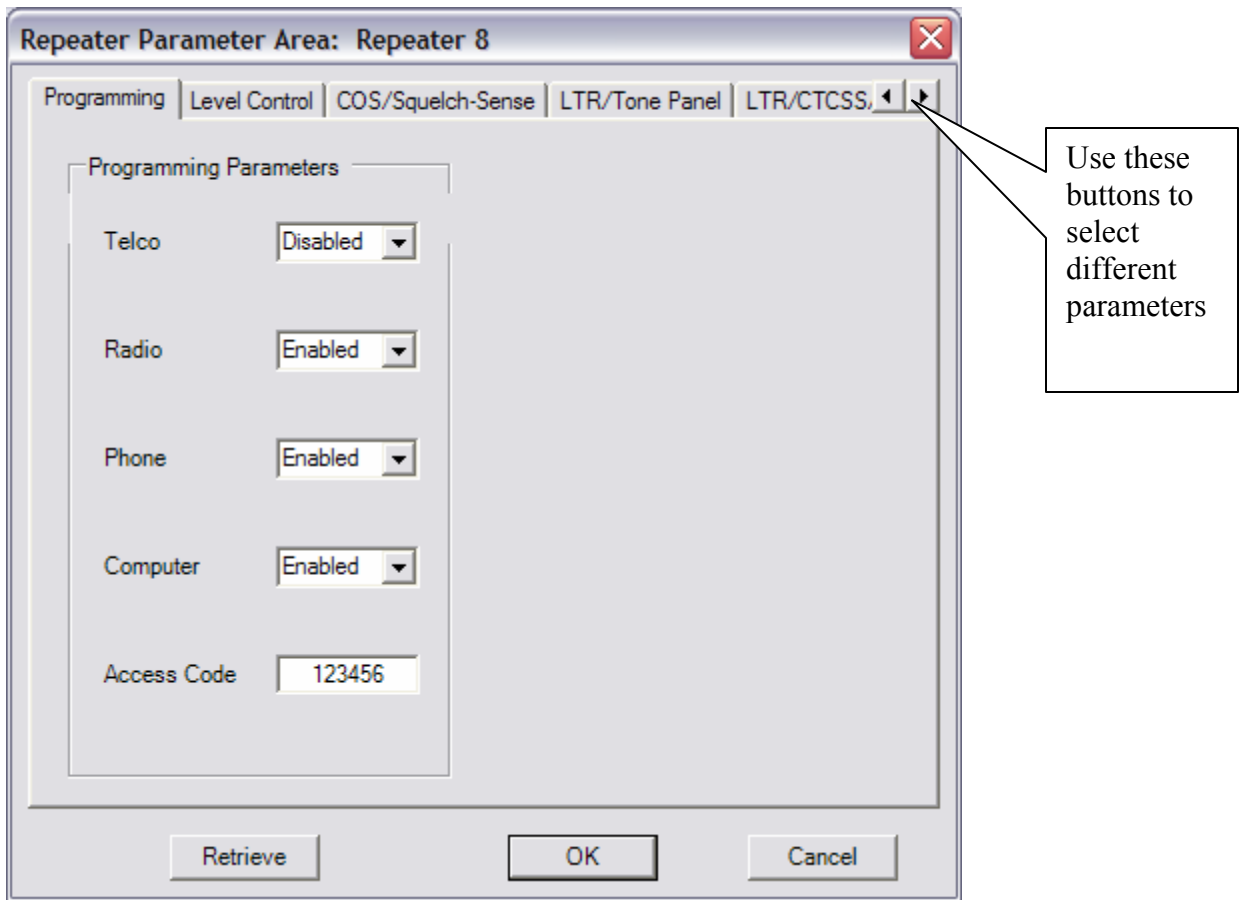 Repeater Parameter Area: Repeater 8
Programming
Level Control
COS/Squelch-Sense
LTR/Tone Panel
LTR/CTCSS/
Programming Parameters
Telco
Disabled
Radio
Enabled
Phone
Enabled
Computer
Enabled
Access Code
123456
Retrieve
OK
Cancel
Use these
buttons to
select
different
parameters